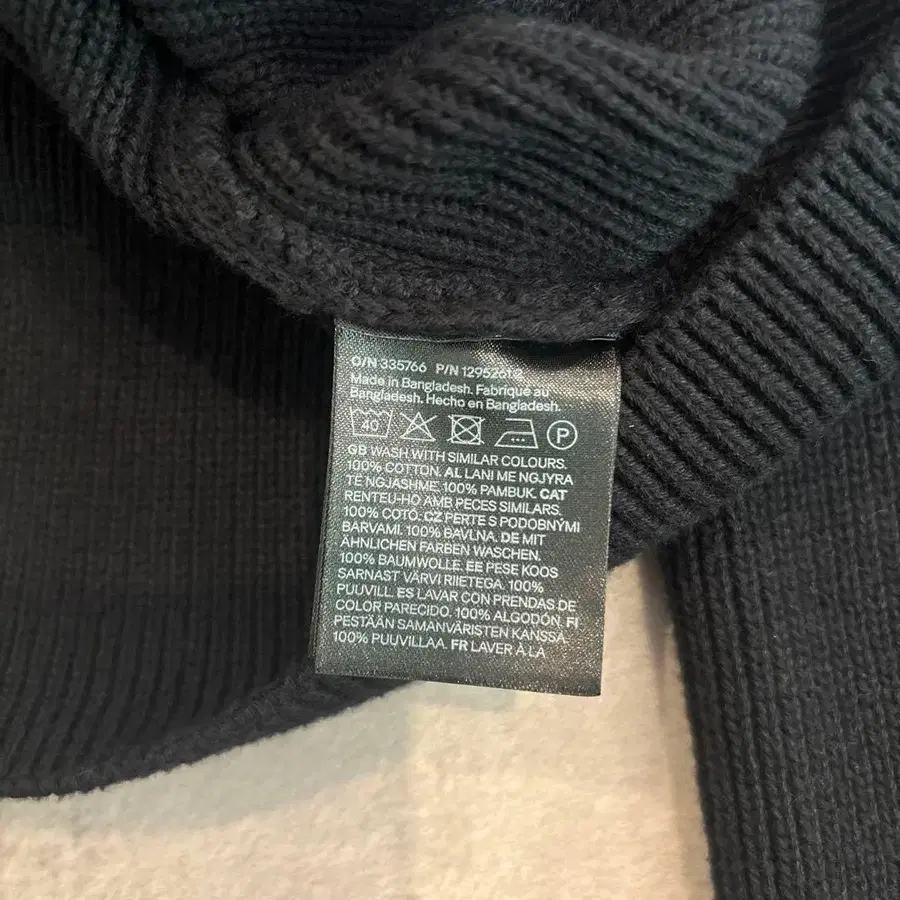 O/N 335766 P/N
Made in Bangladesh. Fabriqué au
Bangladesh. Hecho en Bangladesh.
40 P
GB WASH WITH SIMILAR COLOURS.
100% COTTON. AL LANI ME NGJYRA
TË NGJASHME. 100% PAMBUK. CAT
RENTEU-HO AMB PECES SIMILARS.
100% COTÓ. CZ PERTE S PODOBNÝMI
BARVAMI. 100% BAVLNA. DE MIT
ÄHNLICHEN FARBEN WASCHEN.
100% BAUMWOLLE. EE PESE KOOS
SARNAST VÄRVI RIIETEGA. 100%
PUUVILL. ES LAVAR CON PRENDAS DE
COLOR PARECIDO. 100% ALGODÓN. FI
PESTÄÄN SAMANVÄRISTEN KANSSA.
100% PUUVILLAA. FR LAVER À LA